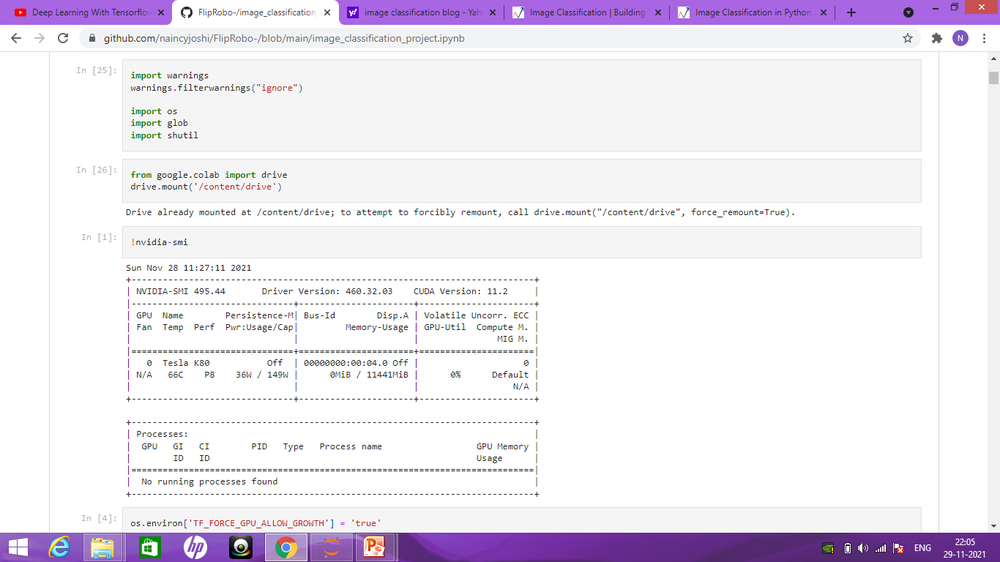 Deep Learning With Tensorflow
FlipRobo-/image_classification_
image classification blog - Yah
Image Classification | Building
Image Classification in Python
github.com/naincyjoshi/FlipRobo-/blob/main/image_classification_project.ipynb
N
In [25]:
import warnings
warnings.filterwarnings("ignore")
import os
import glob
import shutil
In [26]:
from google.colab import drive
drive.mount('/content/drive')
Drive already mounted at /content/drive; to attempt to forcibly remount, call drive.mount("/content/drive", force_remount=True).
In [1]:
!nvidia-smi
Sun Nov 28 11:27:11 2021
+-----------------------------------------------------------------------------+
| NVIDIA-SMI 495.44       Driver Version: 460.32.03    CUDA Version: 11.2     |
|-------------------------------+----------------------+----------------------+
| GPU  Name        Persistence-M| Bus-Id        Disp.A | Volatile Uncorr. ECC |
| Fan  Temp  Perf  Pwr:Usage/Cap|         Memory-Usage | GPU-Util  Compute M. |
|                               |                      |               MIG M. |
|===============================+======================+======================|
|   0  Tesla K80           Off  | 00000000:00:04.0 Off |                    0 |
| N/A   66C    P8    36W / 149W |      0MiB / 11441MiB |      0%      Default |
|                               |                      |                  N/A |
+-------------------------------+----------------------+----------------------+
+-----------------------------------------------------------------------------+
| Processes:                                                                  |
|  GPU   GI   CI        PID   Type   Process name                  GPU Memory |
|        ID   ID                                                   Usage      |
|=============================================================================|
|  No running processes found                                                 |
+-----------------------------------------------------------------------------+
In [4]:
os.environ['TF_FORCE_GPU_ALLOW_GROWTH'] = 'true'
ENG
22:05
29-11-2021